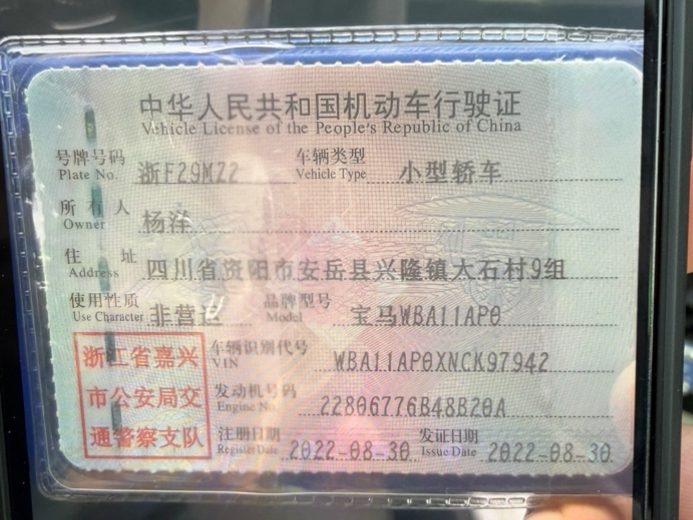 中华人民共和国机动车行驶证
Vehicle License of the People's Republic of China
号牌号码 Plate No. 浙F29MZ2 车辆类型 Vehicle Type 小型轿车
所有人 Owner 杨洋
住址 Address 四川省资阳市安岳县兴隆镇大石村9组
使用性质 Use Character 非营运 品牌型号 Model 宝马WBA11AP0
车辆识别代号 VIN WBA11AP0XNCK97942
发动机号码 Engine No. 22806776B48B20A
注册日期 Register Date 2022-08-30 发证日期 Issue Date 2022-08-30
浙江省嘉兴
市公安局交
通警察支队